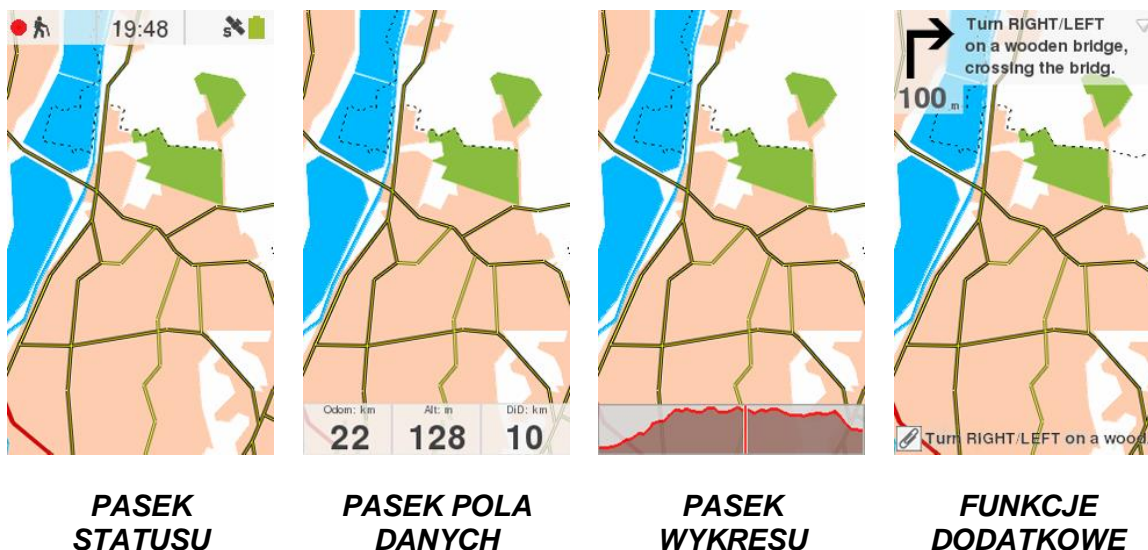 19:48
S
Odom: km
Alt: m
DiD: km
22
128
10
Turn RIGHT/LEFT
on a wooden bridge,
crossing the bridg.
100 m
Turn RIGHT/LEFT on a wood
PASEK
STATUSU
PASEK POLA
DANYCH
PASEK
WYKRESU
FUNKCJE
DODATKOWE